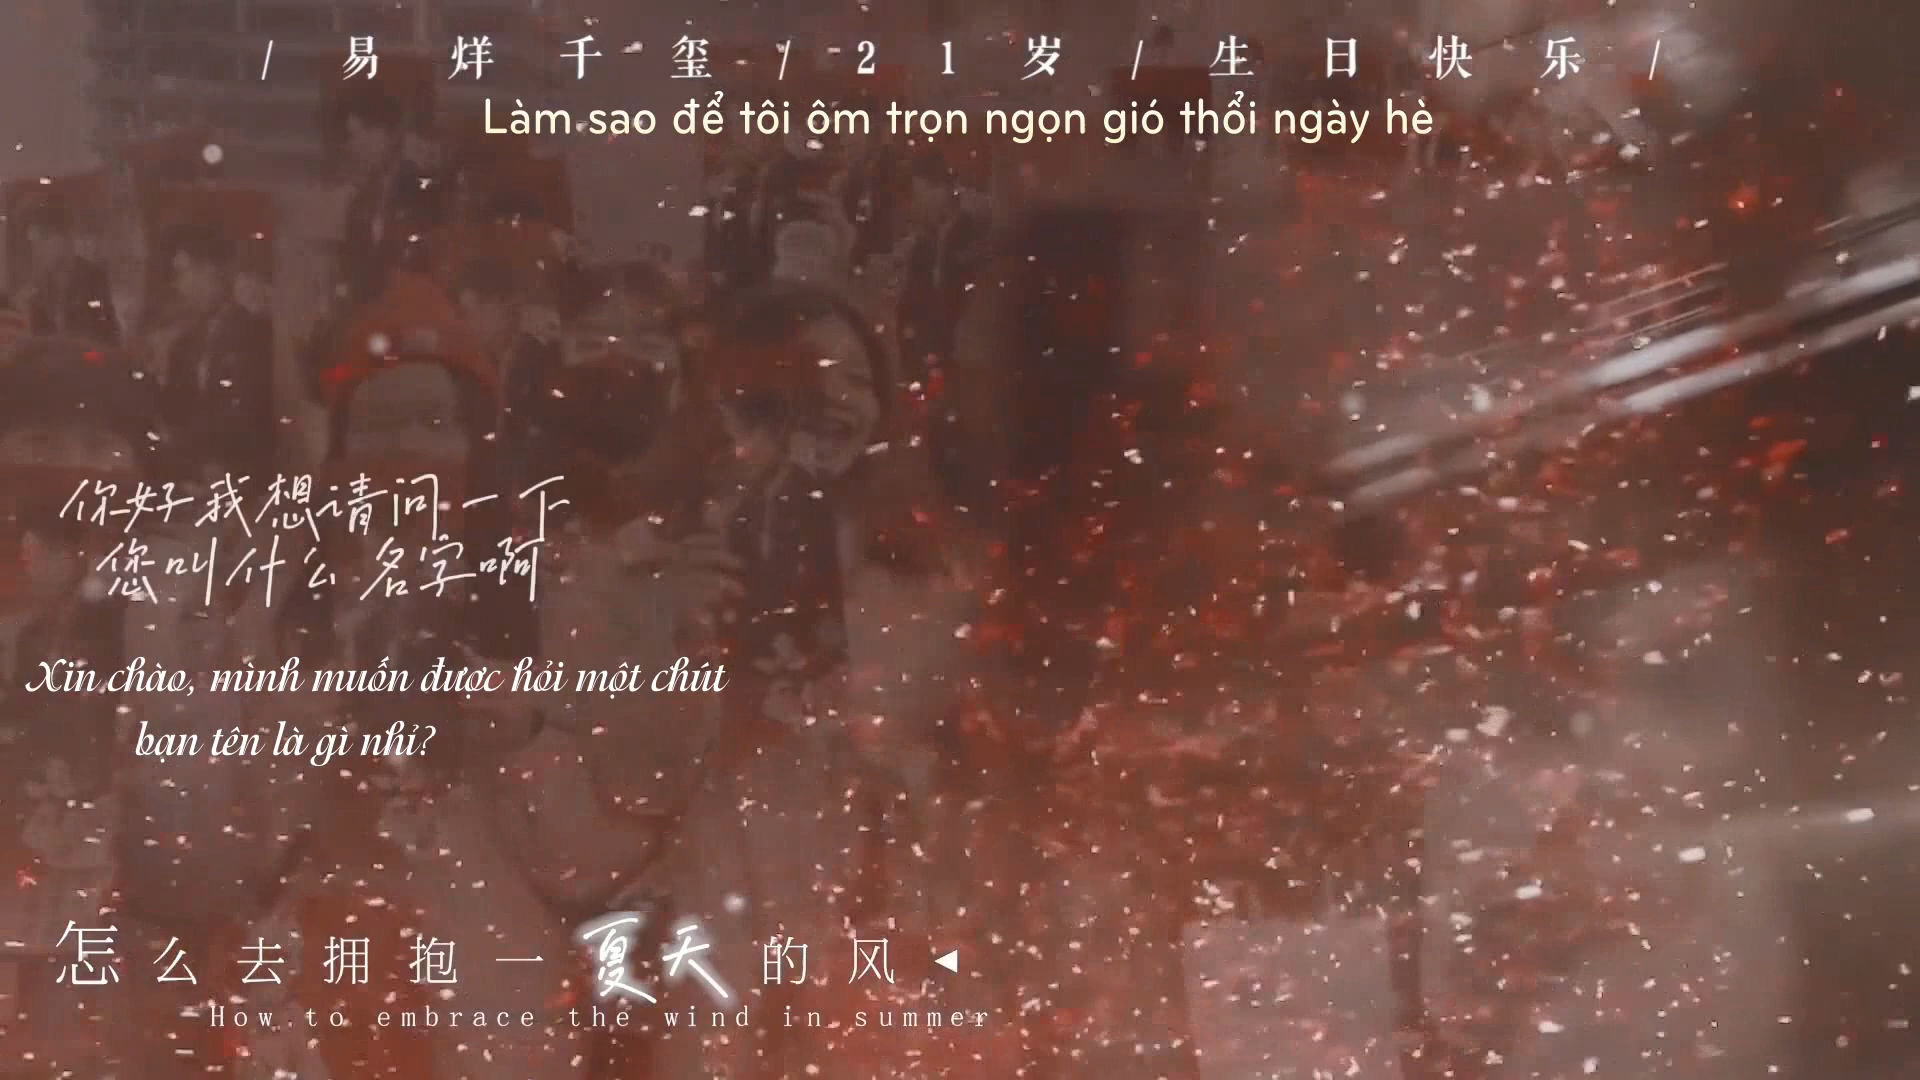 / 易 烊 千 玺 / 2 1 岁 / 生 日 快 乐 /
Làm sao để tôi ôm trọn ngọn gió thổi ngày hè
你好我想请问一下
您叫什么名字啊
Xin chào, mình muốn được hỏi một chút
bạn tên là gì nhỉ?
怎么去拥抱一夏天的风◀
How to embrace the wind in summer